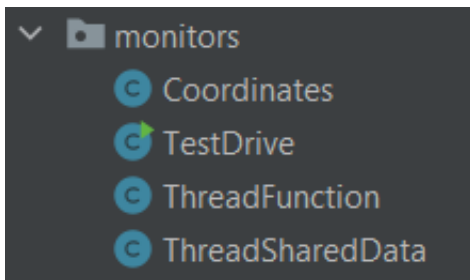 monitors
C Coordinates
C TestDrive
C ThreadFunction
C ThreadSharedData